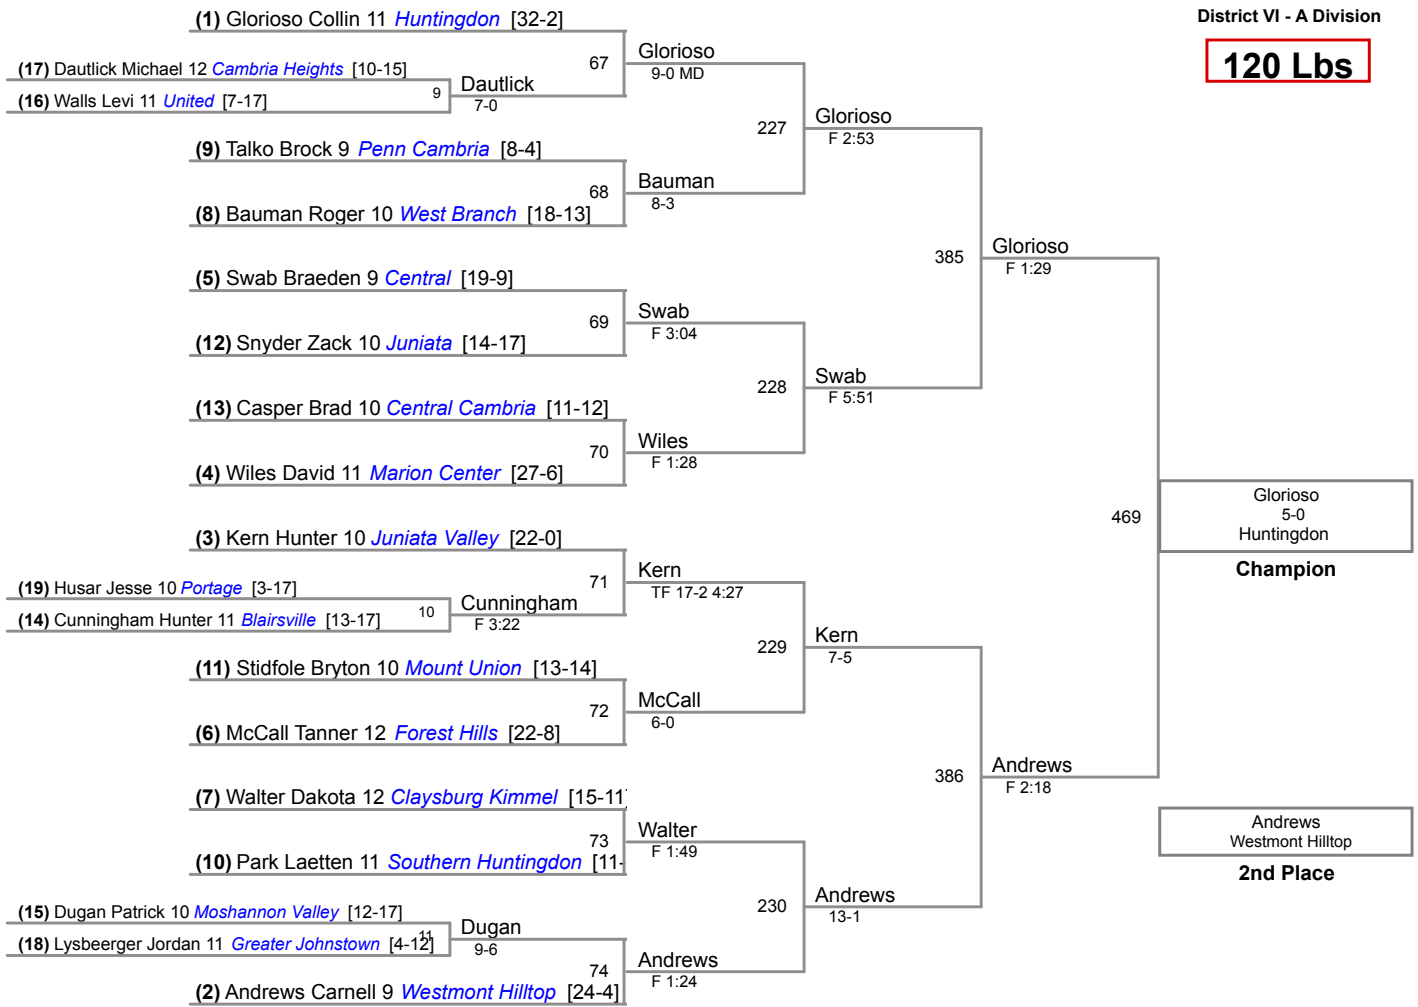 District VI - A Division
120 Lbs
(1) Glorioso Collin 11 Huntingdon [32-2]
67
Glorioso
9-0 MD
(17) Dautlick Michael 12 Cambria Heights [10-15]
9
Dautlick
7-0
(16) Walls Levi 11 United [7-17]
227
Glorioso
F 2:53
(9) Talko Brock 9 Penn Cambria [8-4]
68
Bauman
8-3
(8) Bauman Roger 10 West Branch [18-13]
385
Glorioso
F 1:29
(5) Swab Braeden 9 Central [19-9]
69
Swab
F 3:04
(12) Snyder Zack 10 Juniata [14-17]
228
Swab
F 5:51
(13) Casper Brad 10 Central Cambria [11-12]
70
Wiles
F 1:28
(4) Wiles David 11 Marion Center [27-6]
469
Glorioso
5-0
Huntingdon
Champion
(3) Kern Hunter 10 Juniata Valley [22-0]
71
Kern
TF 17-2 4:27
(19) Husar Jesse 10 Portage [3-17]
10
Cunningham
F 3:22
(14) Cunningham Hunter 11 Blairsville [13-17]
229
Kern
7-5
(11) Stidfole Bryton 10 Mount Union [13-14]
72
McCall
6-0
(6) McCall Tanner 12 Forest Hills [22-8]
386
Andrews
F 2:18
(7) Walter Dakota 12 Claysburg Kimmel [15-11]
73
Walter
F 1:49
(10) Park Laetten 11 Southern Huntingdon [11-
230
Andrews
13-1
Andrews
Westmont Hilltop
2nd Place
(15) Dugan Patrick 10 Moshannon Valley [12-17]
11
Dugan
9-6
(18) Lysbeerger Jordan 11 Greater Johnstown [4-12]
74
Andrews
F 1:24
(2) Andrews Carnell 9 Westmont Hilltop [24-4]